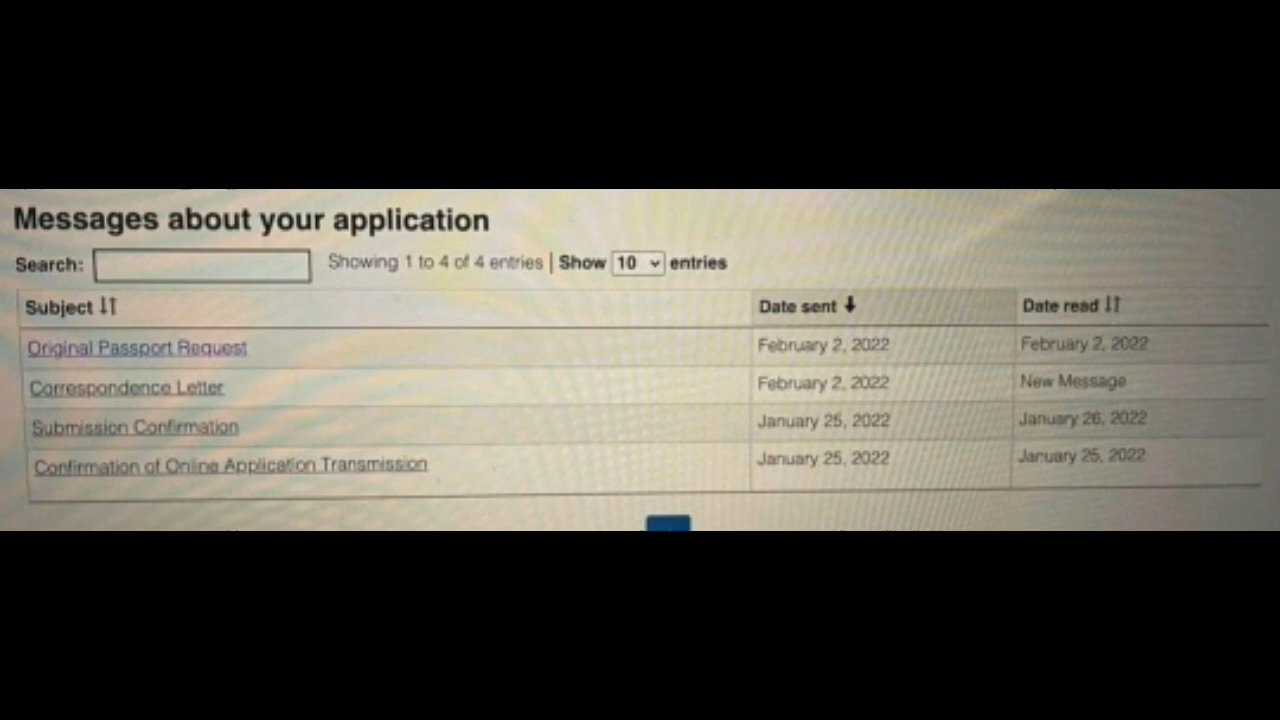 Messages about your application
Search: Showing 1 to 4 of 4 entries | Show 10 entries
Subject ↓↑ Date sent ↓ Date read ↓↑
Original Passport Request February 2, 2022 February 2, 2022
Correspondence Letter February 2, 2022 New Message
Submission Confirmation January 25, 2022 January 26, 2022
Confirmation of Online Application Transmission January 25, 2022 January 25, 2022